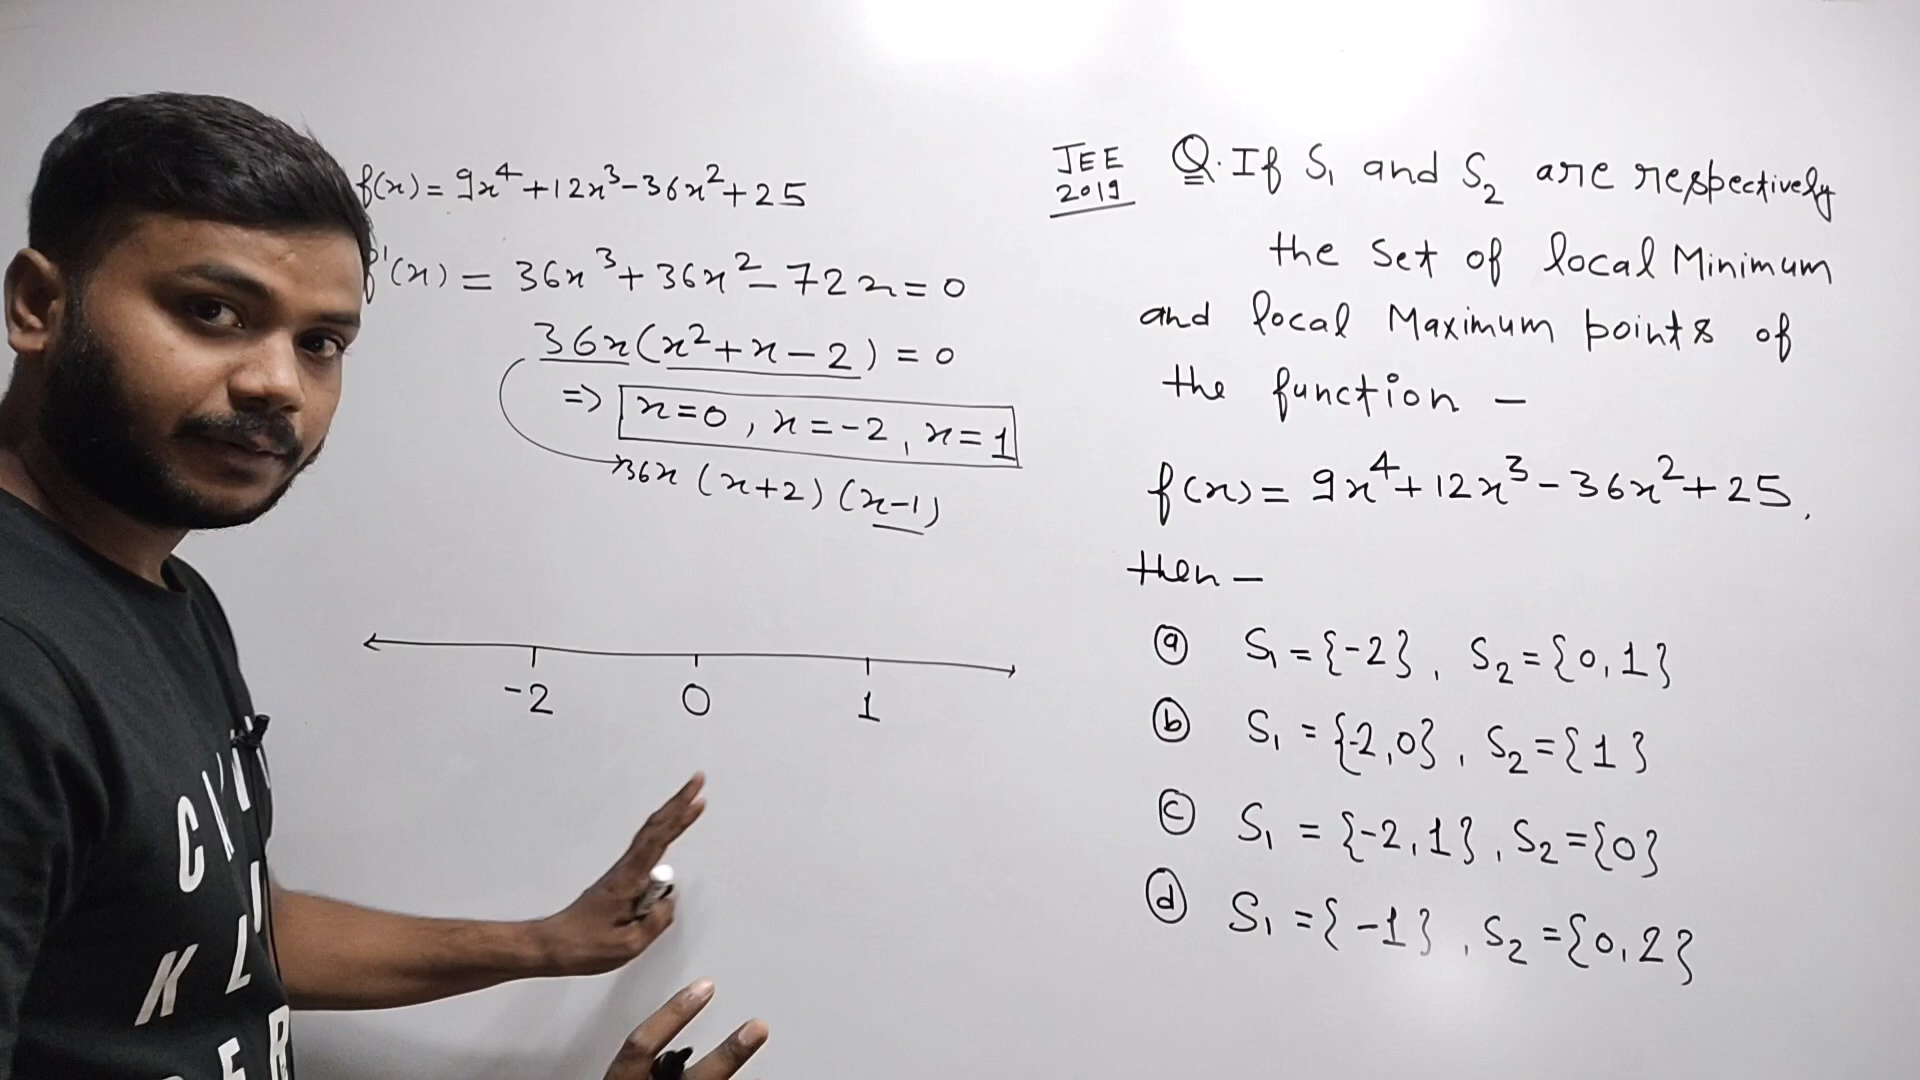 f(x) = 9x⁴+12x³-36x²+25
f'(x) = 36x³+36x²-72x=0
36x(x²+x-2) = 0
=> x=0, x=-2, x=1
36x (x+2) (x-1)
-2 0 1
JEE
2019
Q. If S₁ and S₂ are respectively
the set of local Minimum
and local Maximum points of
the function -
f(x) = 9x⁴+12x³-36x²+25,
then -
(a) S₁={-2}, S₂={0,1}
(b) S₁={-2,0}, S₂={1}
(c) S₁={-2,1}, S₂={0}
(d) S₁={-1}, S₂={0,2}